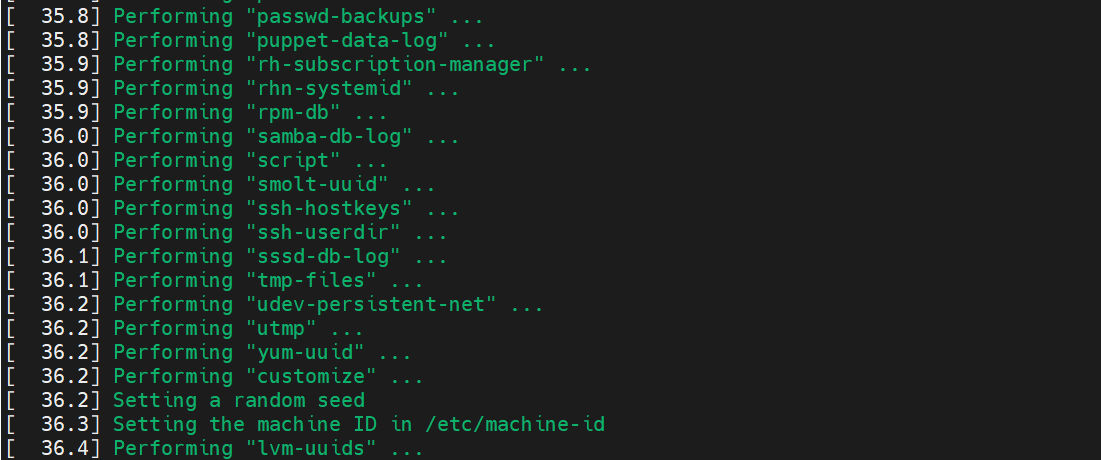 [  35.8] Performing "passwd-backups" ...
[  35.8] Performing "puppet-data-log" ...
[  35.9] Performing "rh-subscription-manager" ...
[  35.9] Performing "rhn-systemid" ...
[  35.9] Performing "rpm-db" ...
[  36.0] Performing "samba-db-log" ...
[  36.0] Performing "script" ...
[  36.0] Performing "smolt-uuid" ...
[  36.0] Performing "ssh-hostkeys" ...
[  36.0] Performing "ssh-userdir" ...
[  36.1] Performing "sssd-db-log" ...
[  36.1] Performing "tmp-files" ...
[  36.2] Performing "udev-persistent-net" ...
[  36.2] Performing "utmp" ...
[  36.2] Performing "yum-uuid" ...
[  36.2] Performing "customize" ...
[  36.2] Setting a random seed
[  36.3] Setting the machine ID in /etc/machine-id
[  36.4] Performing "lvm-uuids" ...